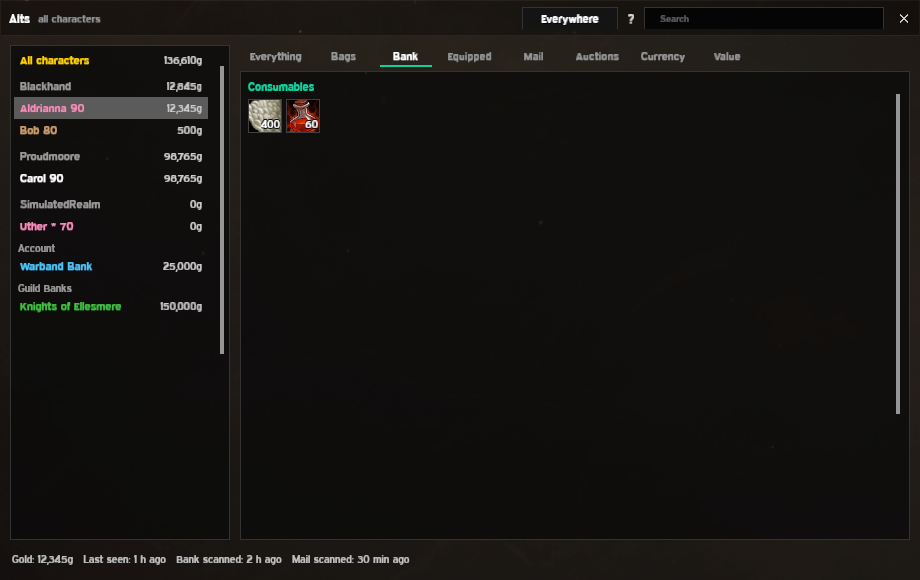 Alts all characters Everywhere ? Search
Everything Bags Bank Equipped Mail Auctions Currency Value
All characters 136,610g
Blackhand 12,845g
Aldrianna 90 12,345g
Bob 80 500g
Proudmoore 98,765g
Carol 90 98,765g
SimulatedRealm 0g
Uther * 70 0g
Account
Warband Bank 25,000g
Guild Banks
Knights of Ellesmere 150,000g
Consumables
400 60
Gold: 12,345g Last seen: 1 h ago Bank scanned: 2 h ago Mail scanned: 30 min ago